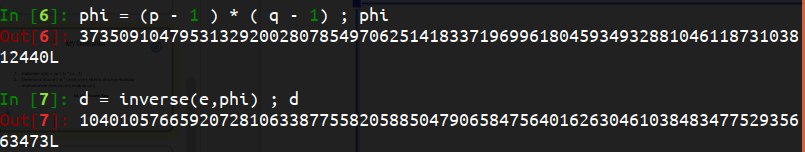 In [6]: phi = (p - 1 ) * ( q - 1) ; phi
Out[6]: 37350910479531329200280785497062514183371969961804593493288104611873103812440L
In [7]: d = inverse(e,phi) ; d
Out[7]: 10401057665920728106338775582058850479065847564016263046103848347752935663473L